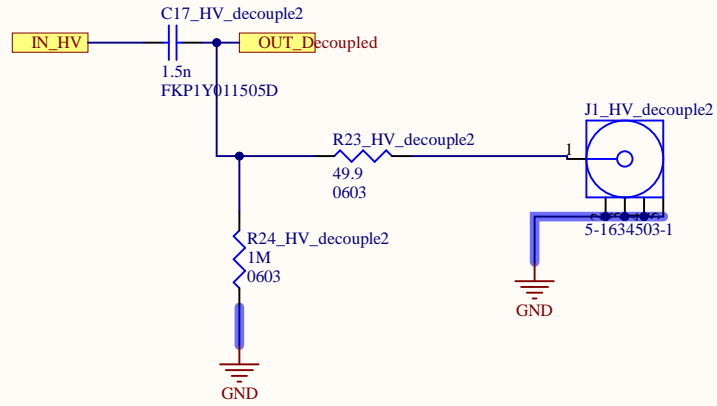 C17_HV_decouple2
IN_HV
OUT_Decoupled
1.5n
FKP1Y011505D
J1_HV_decouple2
R23_HV_decouple2
1
49.9
0603
R24_HV_decouple2
1M
0603
5-1634503-1
GND
GND